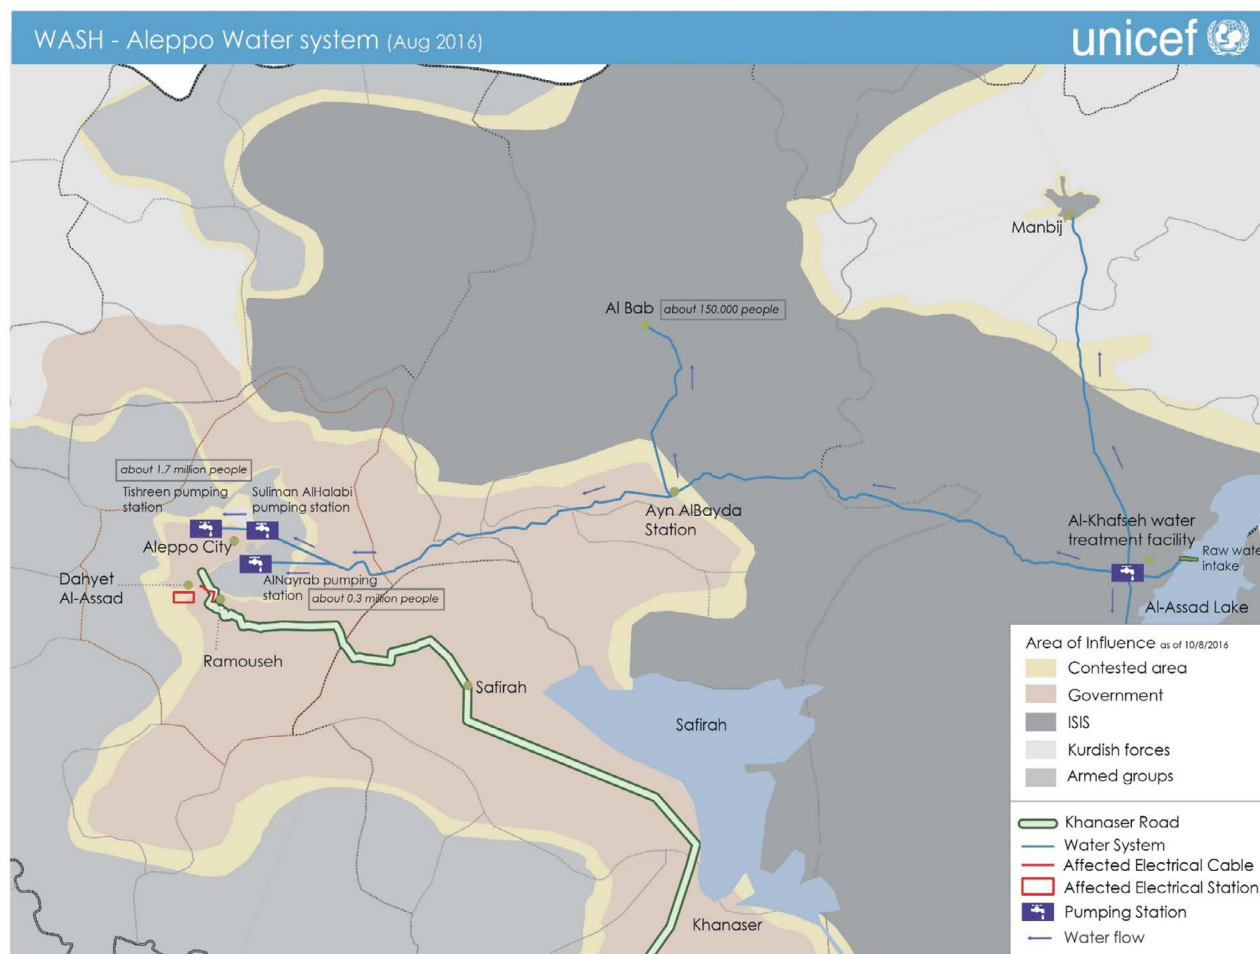 WASH - Aleppo Water system (Aug 2016)
unicef
Manbij
Al Bab
about 150,000 people
about 1.7 million people
Tishreen pumping
station
Suliman AlHalabi
pumping station
Ayn AlBayda
Station
Al-Khafseh water
treatment facility
Raw wate
intake
Aleppo City
Dahyet
Al-Assad
AlNayrab pumping
station
about 0.3 million people
Al-Assad Lake
Ramouseh
Safirah
Safirah
Khanaser
Area of Influence as of 10/8/2016
Contested area
Government
ISIS
Kurdish forces
Armed groups
Khanaser Road
Water System
Affected Electrical Cable
Affected Electrical Station
Pumping Station
Water flow